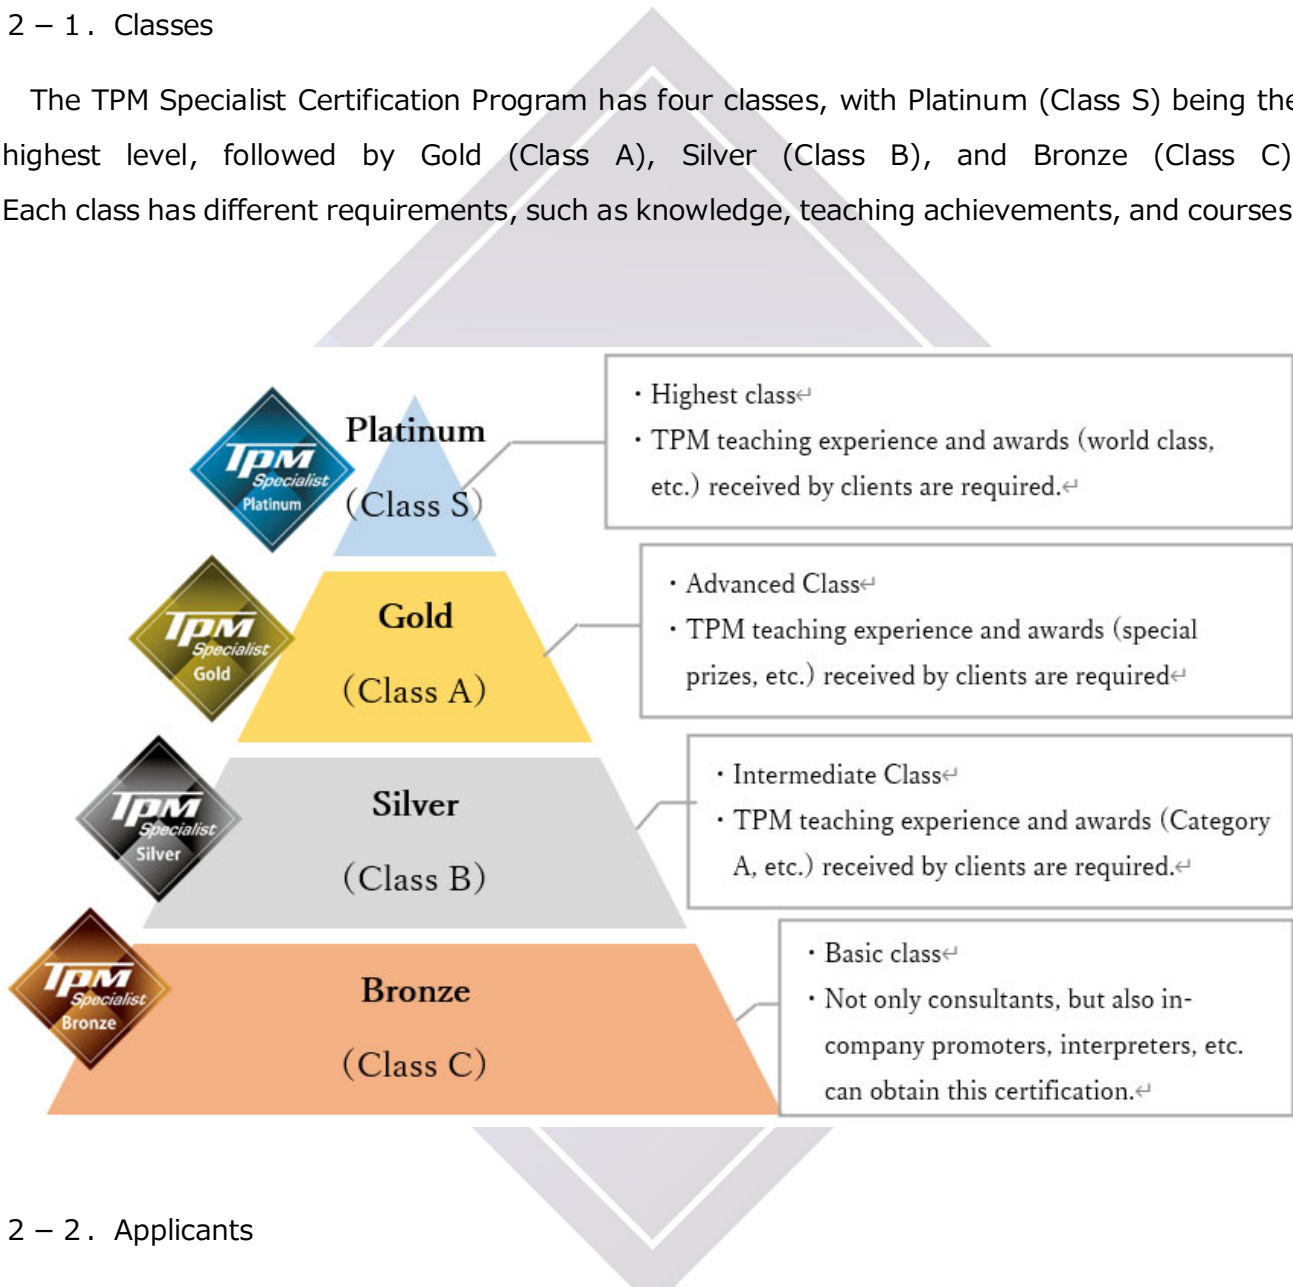 2－1．Classes
The TPM Specialist Certification Program has four classes, with Platinum (Class S) being the
highest level, followed by Gold (Class A), Silver (Class B), and Bronze (Class C)
Each class has different requirements, such as knowledge, teaching achievements, and courses
TPM
Specialist
Platinum
Platinum
(Class S)
・Highest class↵
・TPM teaching experience and awards (world class,
etc.) received by clients are required.↵
TPM
Specialist
Gold
Gold
(Class A)
・Advanced Class↵
・TPM teaching experience and awards (special
prizes, etc.) received by clients are required↵
TPM
Specialist
Silver
Silver
(Class B)
・Intermediate Class↵
・TPM teaching experience and awards (Category
A, etc.) received by clients are required.↵
TPM
Specialist
Bronze
Bronze
(Class C)
・Basic class↵
・Not only consultants, but also in-
company promoters, interpreters, etc.
can obtain this certification.↵
2－2．Applicants